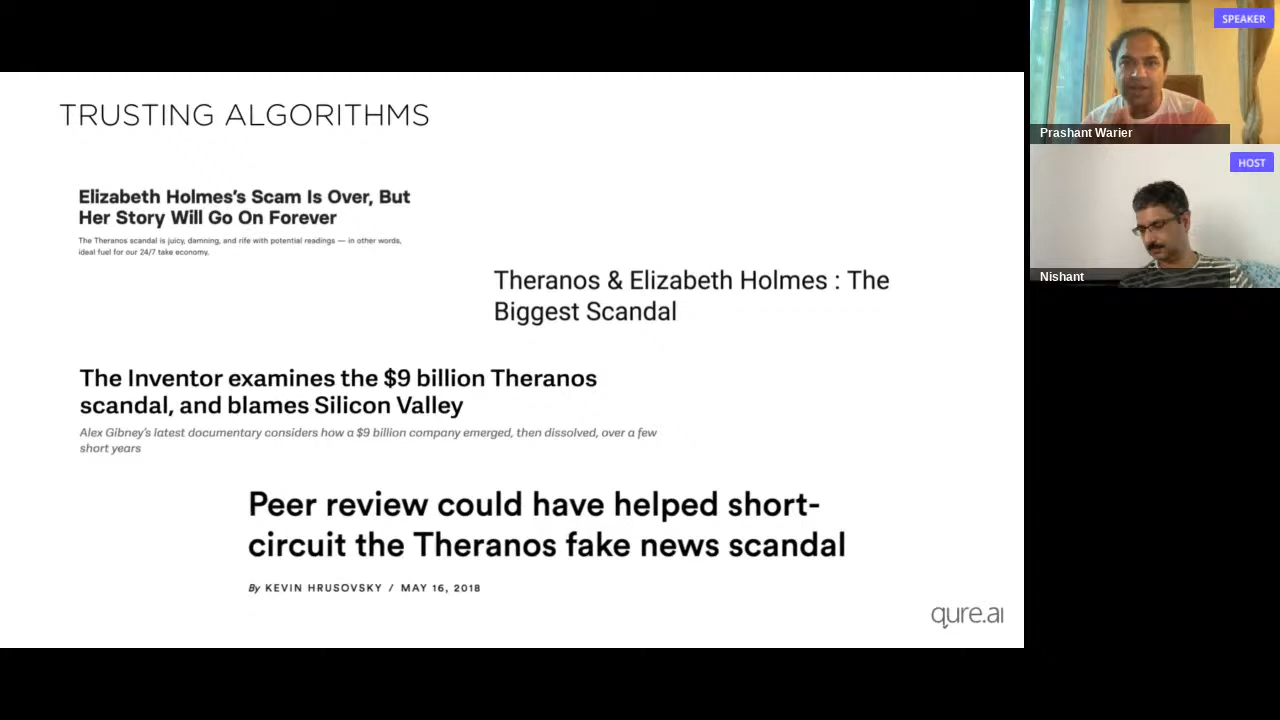 TRUSTING ALGORITHMS
Elizabeth Holmes's Scam Is Over, But
Her Story Will Go On Forever
The Theranos scandal is juicy, damning, and rife with potential readings — in other words,
ideal fuel for our 24/7 take economy.
Theranos & Elizabeth Holmes : The
Biggest Scandal
The Inventor examines the $9 billion Theranos
scandal, and blames Silicon Valley
Alex Gibney's latest documentary considers how a $9 billion company emerged, then dissolved, over a few
short years
Peer review could have helped short-
circuit the Theranos fake news scandal
By KEVIN HRUSOVSKY / MAY 16, 2018
qure.ai
SPEAKER
Prashant Warier
HOST
Nishant